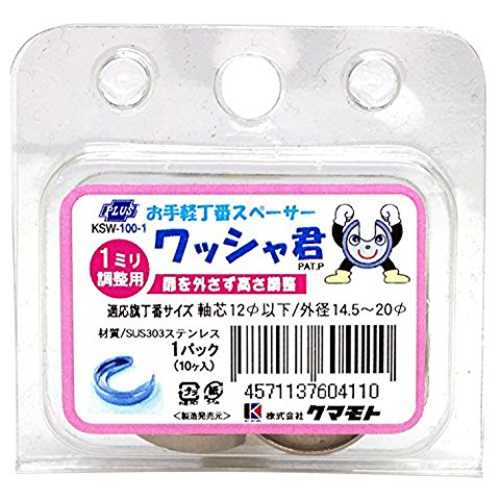 PLUS
お手軽丁番スペーサー
KSW-100-1
ワッシャ君
PAT.P
1ミリ
調整用
扉を外さず高さ調整
適応旗丁番サイズ 軸芯12Φ以下/外径14.5～20Φ
材質/SUS303ステンレス
1パック
(10ヶ入)
4571137604110
<製造発売元>
株式会社クマモト